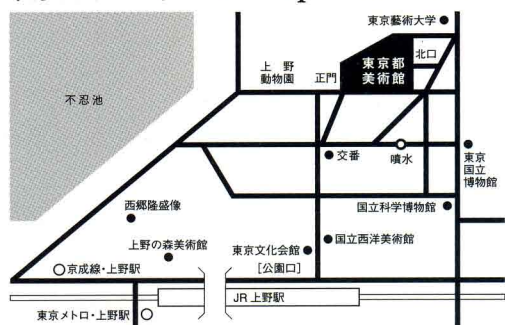 東京藝術大学
北口
東京都
美術館
上野
動物園
正門
不忍池
交番
噴水
東京
国立
博物館
西郷隆盛像
国立科学博物館
上野の森美術館
東京文化会館
[公園口]
国立西洋美術館
京成線・上野駅
JR 上野駅
東京メトロ・上野駅